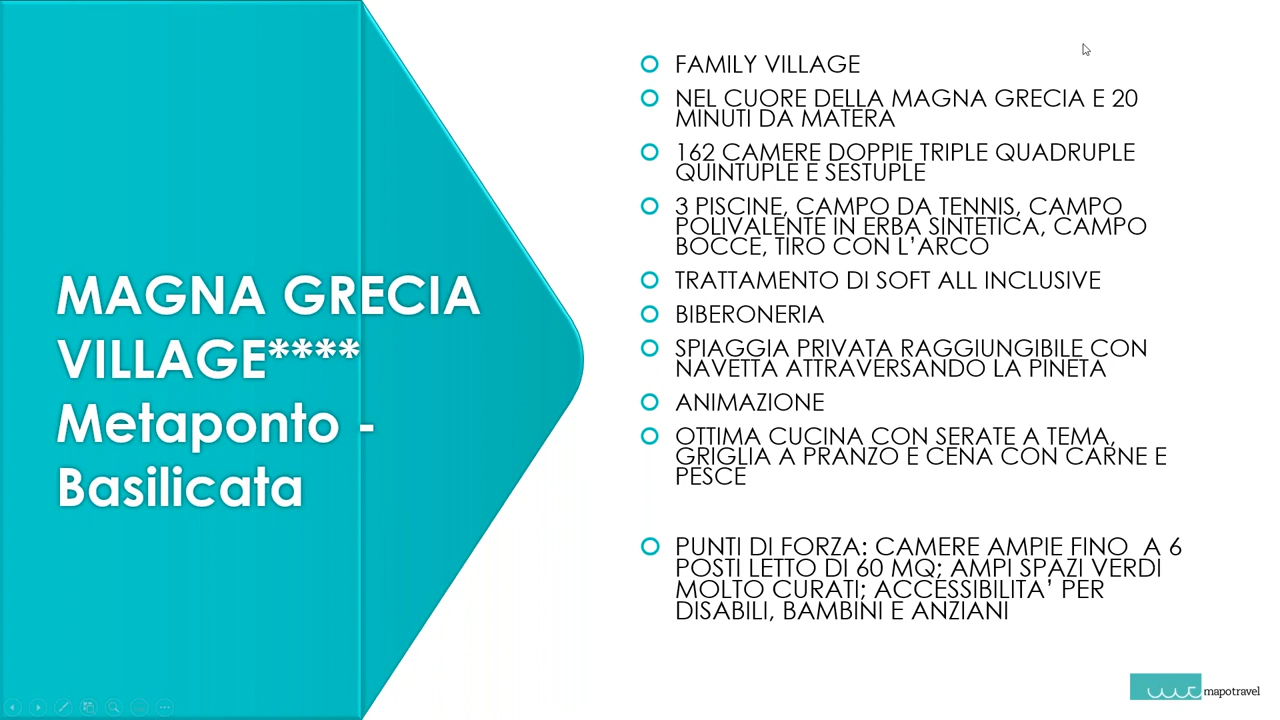 MAGNA GRECIA
VILLAGE****
Metaponto -
Basilicata
FAMILY VILLAGE
NEL CUORE DELLA MAGNA GRECIA E 20
MINUTI DA MATERA
162 CAMERE DOPPIE TRIPLE QUADRUPLE
QUINTUPLE E SESTUPLE
3 PISCINE, CAMPO DA TENNIS, CAMPO
POLIVALENTE IN ERBA SINTETICA, CAMPO
BOCCE, TIRO CON L’ARCO
TRATTAMENTO DI SOFT ALL INCLUSIVE
BIBERONERIA
SPIAGGIA PRIVATA RAGGIUNGIBILE CON
NAVETTA ATTRAVERSANDO LA PINETA
ANIMAZIONE
OTTIMA CUCINA CON SERATE A TEMA,
GRIGLIA A PRANZO E CENA CON CARNE E
PESCE
PUNTI DI FORZA: CAMERE AMPIE FINO  A 6
POSTI LETTO DI 60 MQ; AMPI SPAZI VERDI
MOLTO CURATI; ACCESSIBILITA’ PER
DISABILI, BAMBINI E ANZIANI
mapotravel